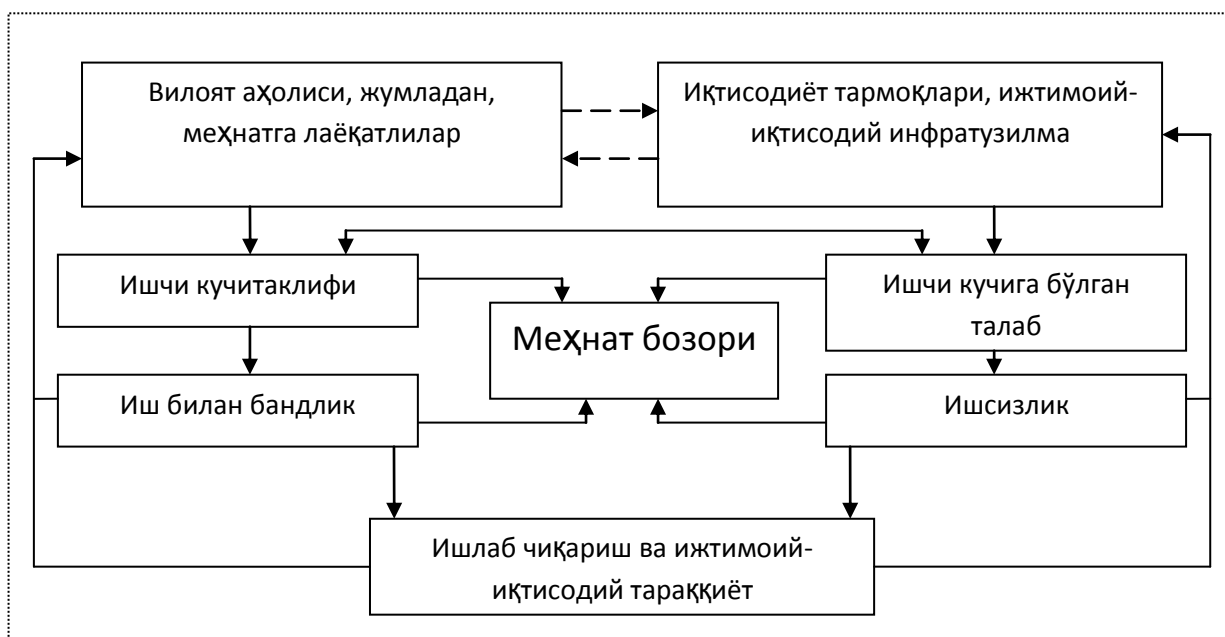 Вилоят аҳолиси, жумладан,
меҳнатга лаёқатлилар
Иқтисодиёт тармоқлари, ижтимоий-
иқтисодий инфратузилма
Ишчи кучитаклифи
Ишчи кучига бўлган
талаб
Меҳнат бозори
Иш билан бандлик
Ишсизлик
Ишлаб чиқариш ва ижтимоий-
иқтисодий тараққиёт